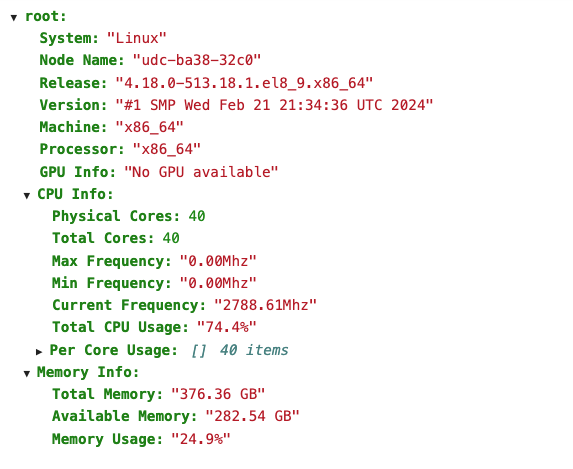 ▼ root:
System: "Linux"
Node Name: "udc-ba38-32c0"
Release: "4.18.0-513.18.1.el8_9.x86_64"
Version: "#1 SMP Wed Feb 21 21:34:36 UTC 2024"
Machine: "x86_64"
Processor: "x86_64"
GPU Info: "No GPU available"
▼ CPU Info:
Physical Cores: 40
Total Cores: 40
Max Frequency: "0.00Mhz"
Min Frequency: "0.00Mhz"
Current Frequency: "2788.61Mhz"
Total CPU Usage: "74.4%"
▶ Per Core Usage: [] 40 items
▼ Memory Info:
Total Memory: "376.36 GB"
Available Memory: "282.54 GB"
Memory Usage: "24.9%"